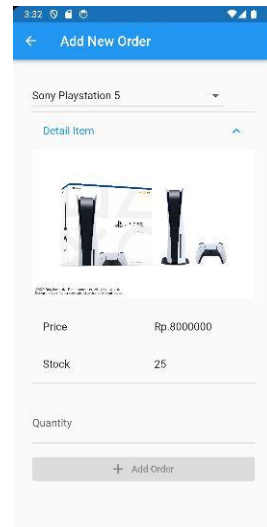 3:32
Add New Order
Sony Playstation 5
Detail Item
Price Rp.8000000
Stock 25
Quantity
+ Add Order